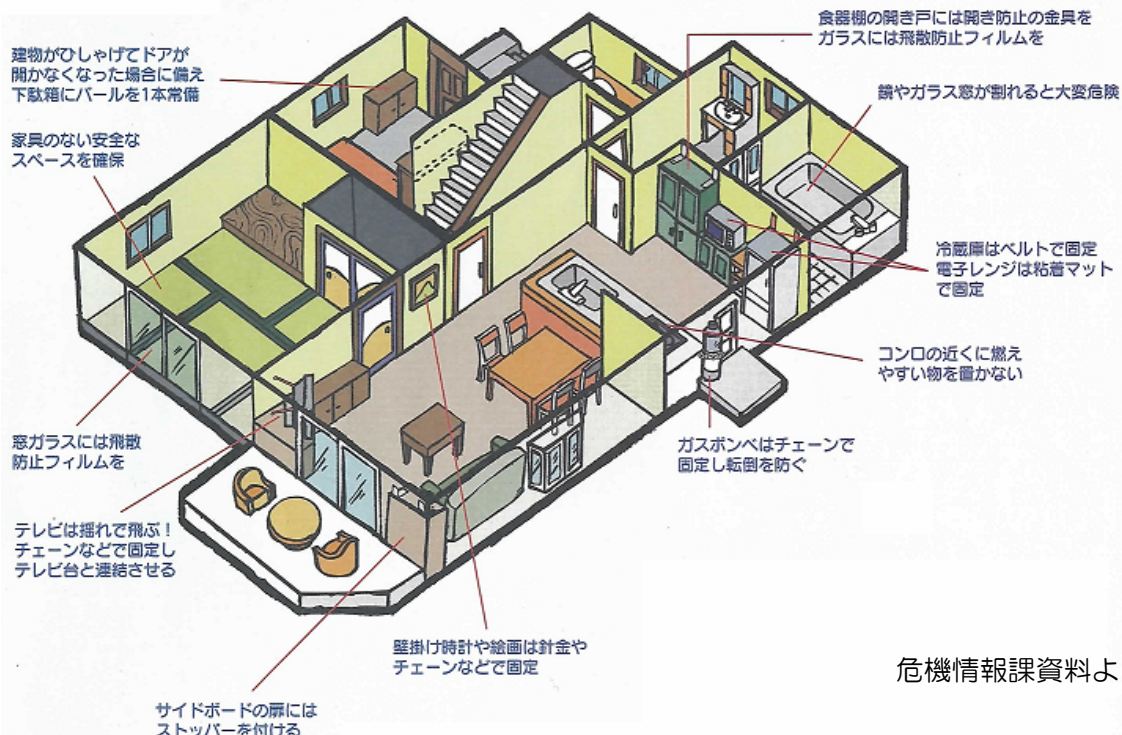 食器棚の開き戸には開き防止の金具を
ガラスには飛散防止フィルムを
建物がひしゃげてドアが
開かなくなった場合に備え
下駄箱にバールを1本常備
鏡やガラス窓が割れると大変危険
家具のない安全な
スペースを確保
冷蔵庫はベルトで固定
電子レンジは粘着マット
で固定
コンロの近くに燃え
やすい物を置かない
窓ガラスには飛散
防止フィルムを
ガスボンベはチェーンで
固定し転倒を防ぐ
テレビは揺れで飛ぶ！
チェーンなどで固定し
テレビ台と連結させる
壁掛け時計や絵画は針金や
チェーンなどで固定
危機情報課資料よ
サイドボードの扉には
ストッパーを付ける